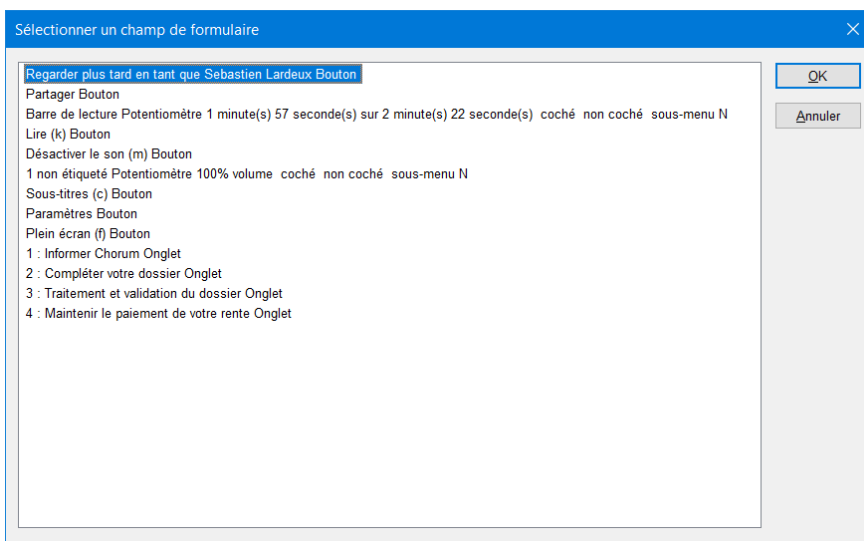 Sélectionner un champ de formulaire
Regarder plus tard en tant que Sebastien Lardeux Bouton
Partager Bouton
Barre de lecture Potentiomètre 1 minute(s) 57 seconde(s) sur 2 minute(s) 22 seconde(s)  coché  non coché  sous-menu N
Lire (k) Bouton
Désactiver le son (m) Bouton
1 non étiqueté Potentiomètre 100% volume  coché  non coché  sous-menu N
Sous-titres (c) Bouton
Paramètres Bouton
Plein écran (f) Bouton
1 : Informer Chorum Onglet
2 : Compléter votre dossier Onglet
3 : Traitement et validation du dossier Onglet
4 : Maintenir le paiement de votre rente Onglet
OK
Annuler